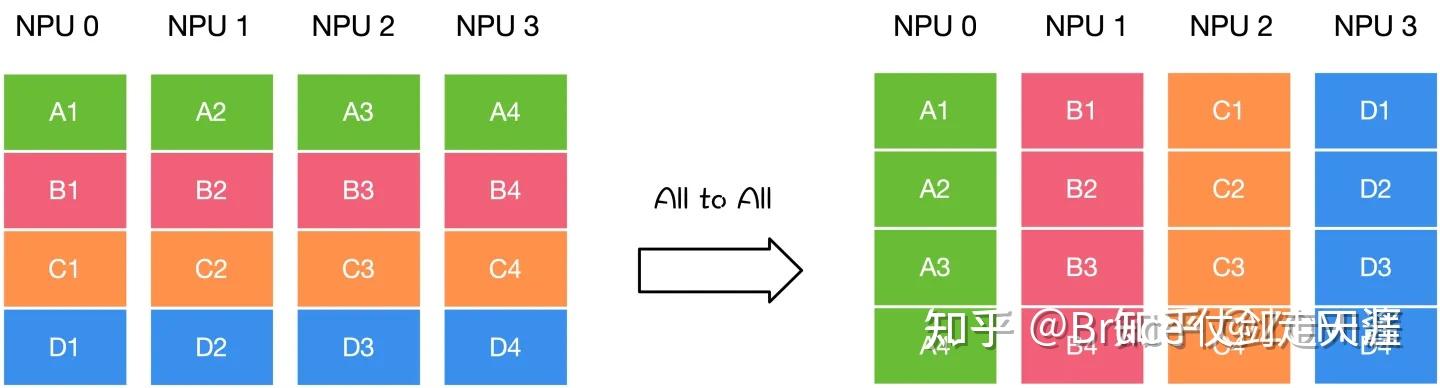 NPU 0 NPU 1 NPU 2 NPU 3 NPU 0 NPU 1 NPU 2 NPU 3
A1 A2 A3 A4 A1 B1 C1 D1
B1 B2 B3 B4 All to All A2 B2 C2 D2
C1 C2 C3 C4 A3 B3 C3 D3
D1 D2 D3 D4 A4 B4 C4 D4
知乎 @Br 仗剑走天涯